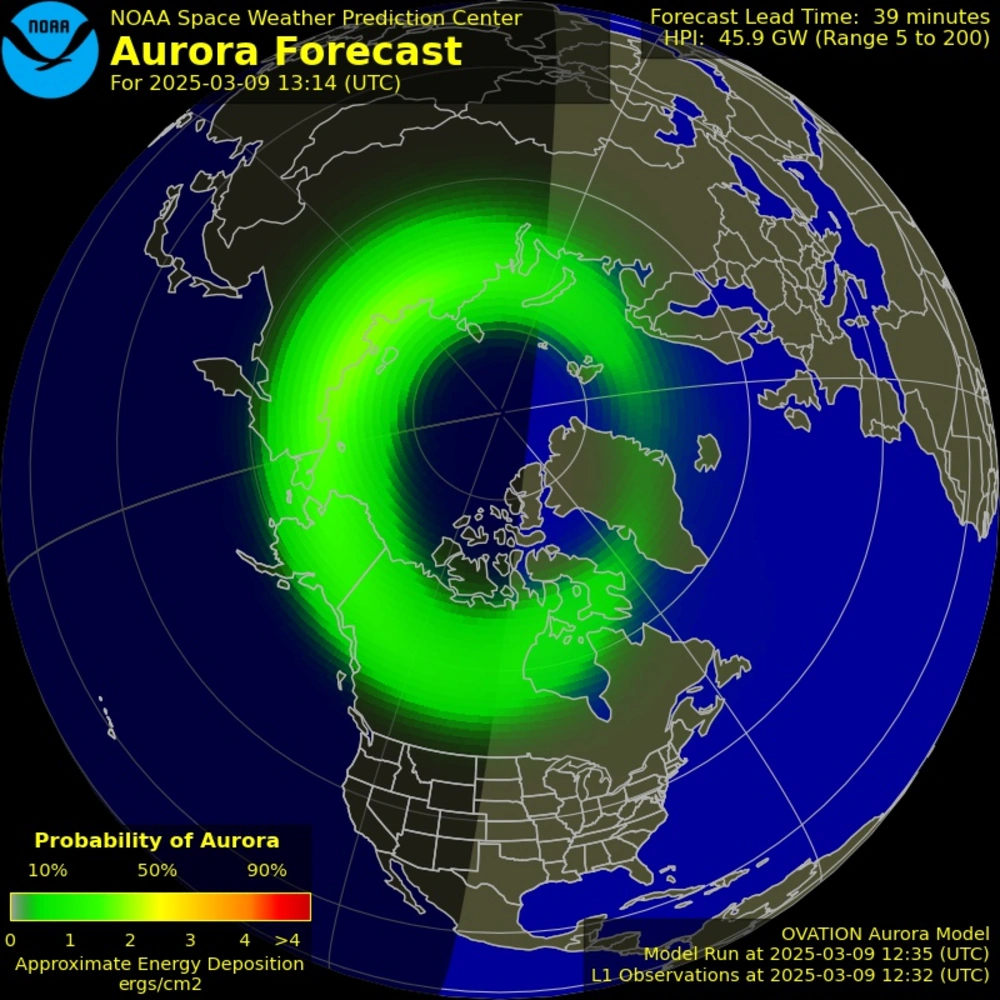 NOAA
NOAA Space Weather Prediction Center
Aurora Forecast
For 2025-03-09 13:14 (UTC)
Forecast Lead Time: 39 minutes
HPI: 45.9 GW (Range 5 to 200)
Probability of Aurora
10% 50% 90%
0 1 2 3 4 >4
Approximate Energy Deposition
ergs/cm2
OVATION Aurora Model
Model Run at 2025-03-09 12:35 (UTC)
L1 Observations at 2025-03-09 12:32 (UTC)